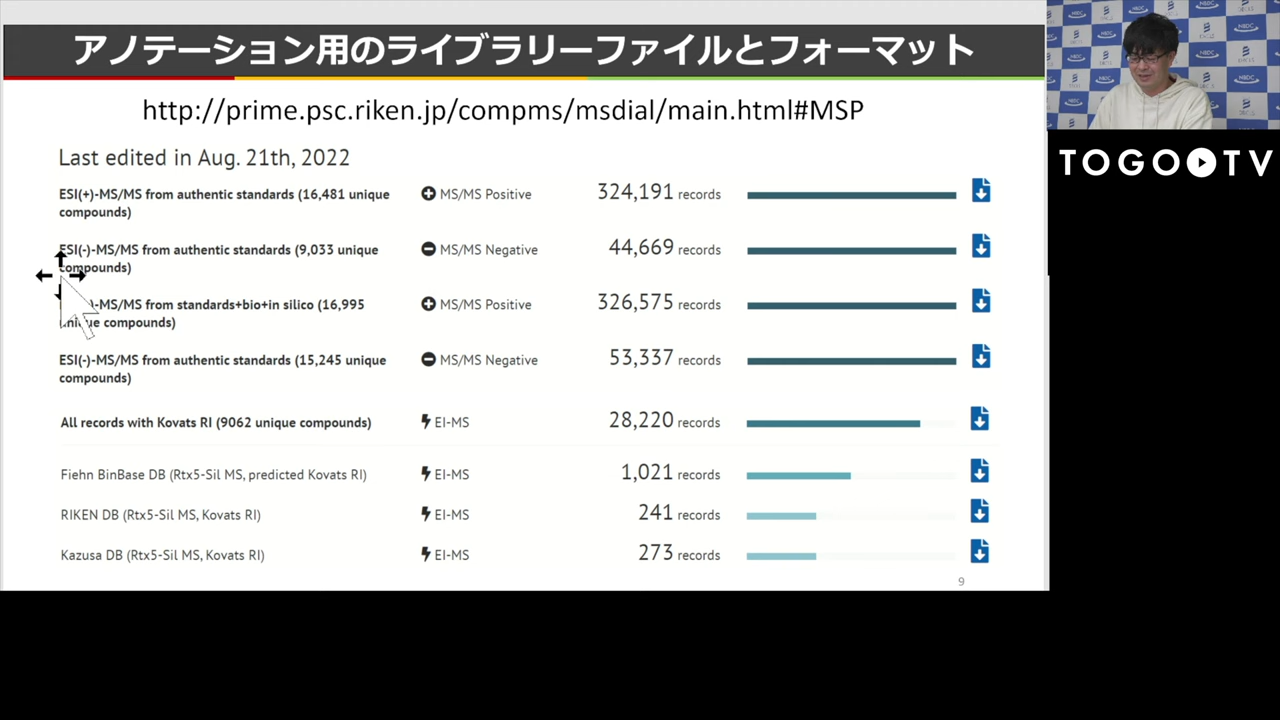 アノテーション用のライブラリーファイルとフォーマット
http://prime.psc.riken.jp/compms/msdial/main.html#MSP
Last edited in Aug. 21th, 2022
ESI(+)-MS/MS from authentic standards (16,481 unique
compounds)
MS/MS Positive
324,191 records
ESI(-)-MS/MS from authentic standards (9,033 unique
compounds)
MS/MS Negative
44,669 records
-MS/MS from standards+bio+in silico (16,995
unique compounds)
MS/MS Positive
326,575 records
ESI(-)-MS/MS from authentic standards (15,245 unique
compounds)
MS/MS Negative
53,337 records
All records with Kovats RI (9062 unique compounds)
EI-MS
28,220 records
Fiehn BinBase DB (Rtx5-Sil MS, predicted Kovats RI)
EI-MS
1,021 records
RIKEN DB (Rtx5-Sil MS, Kovats RI)
EI-MS
241 records
Kazusa DB (Rtx5-Sil MS, Kovats RI)
EI-MS
273 records
9
NBDC
TOGO TV